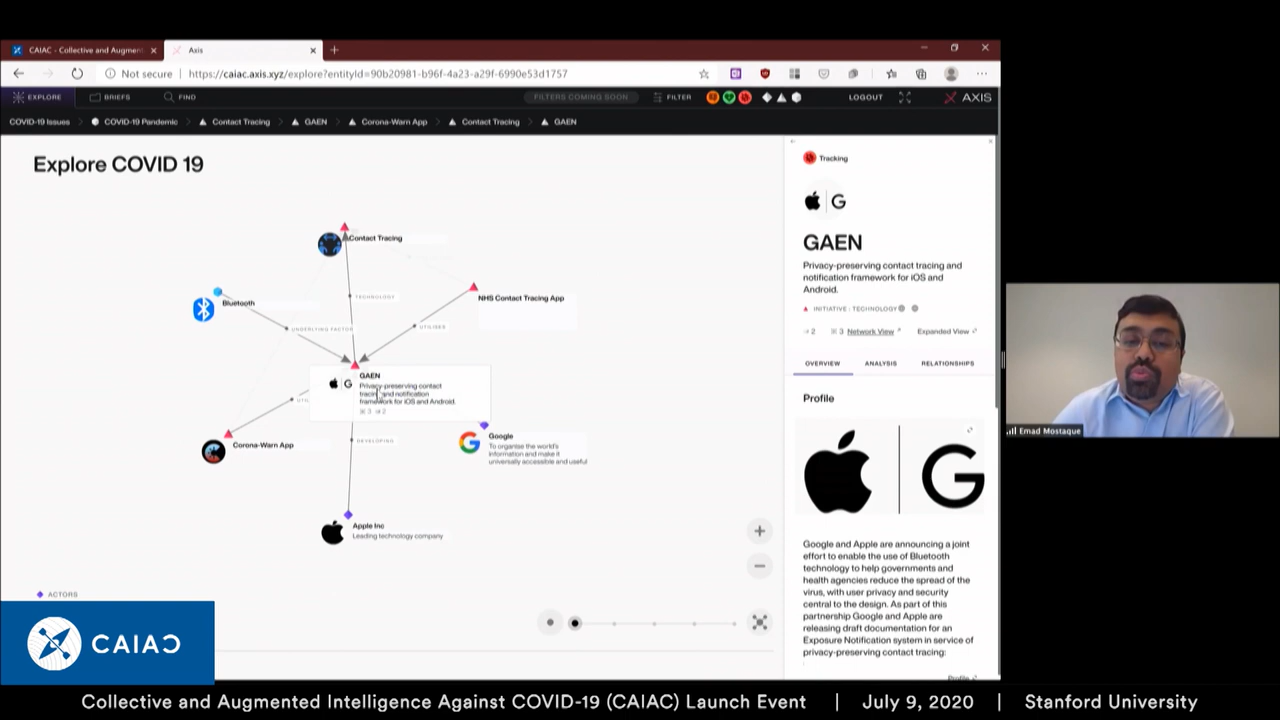 CAIAC - Collective and Augment
Axis
Not secure
https://caiac.axis.xyz/explore?entityId=90b20981-b96f-4a23-a29f-6990e53d1757
EXPLORE
BRIEFS
FIND
FILTERS COMING SOON
FILTER
LOGOUT
AXIS
COVID-19 Issues
COVID-19 Pandemic
Contact Tracing
GAEN
Corona-Warn App
Contact Tracing
GAEN
Explore COVID 19
Contact Tracing
TECHNOLOGY
NHS Contact Tracing App
UTILISES
Bluetooth
UNDERLYING FACTOR
GAEN
Privacy-preserving contact
tracing and notification
framework for iOS and Android.
3
2
Corona-Warn App
Google
To organise the world's
information and make it
universally accessible and useful
DEVELOPING
Apple Inc
Leading technology company
ACTORS
Tracking
G
GAEN
Privacy-preserving contact tracing and
notification framework for iOS and
Android.
INITIATIVE : TECHNOLOGY
2
3
Network View
Expanded View
OVERVIEW
ANALYSIS
RELATIONSHIPS
Profile
G
Google and Apple are announcing a joint
effort to enable the use of Bluetooth
technology to help governments and
health agencies reduce the spread of the
virus, with user privacy and security
central to the design. As part of this
partnership Google and Apple are
releasing draft documentation for an
Exposure Notification system in service of
privacy-preserving contact tracing:
Profile
Emad Mostaque
CAIAC
Collective and Augmented Intelligence Against COVID-19 (CAIAC) Launch Event | July 9, 2020 | Stanford University